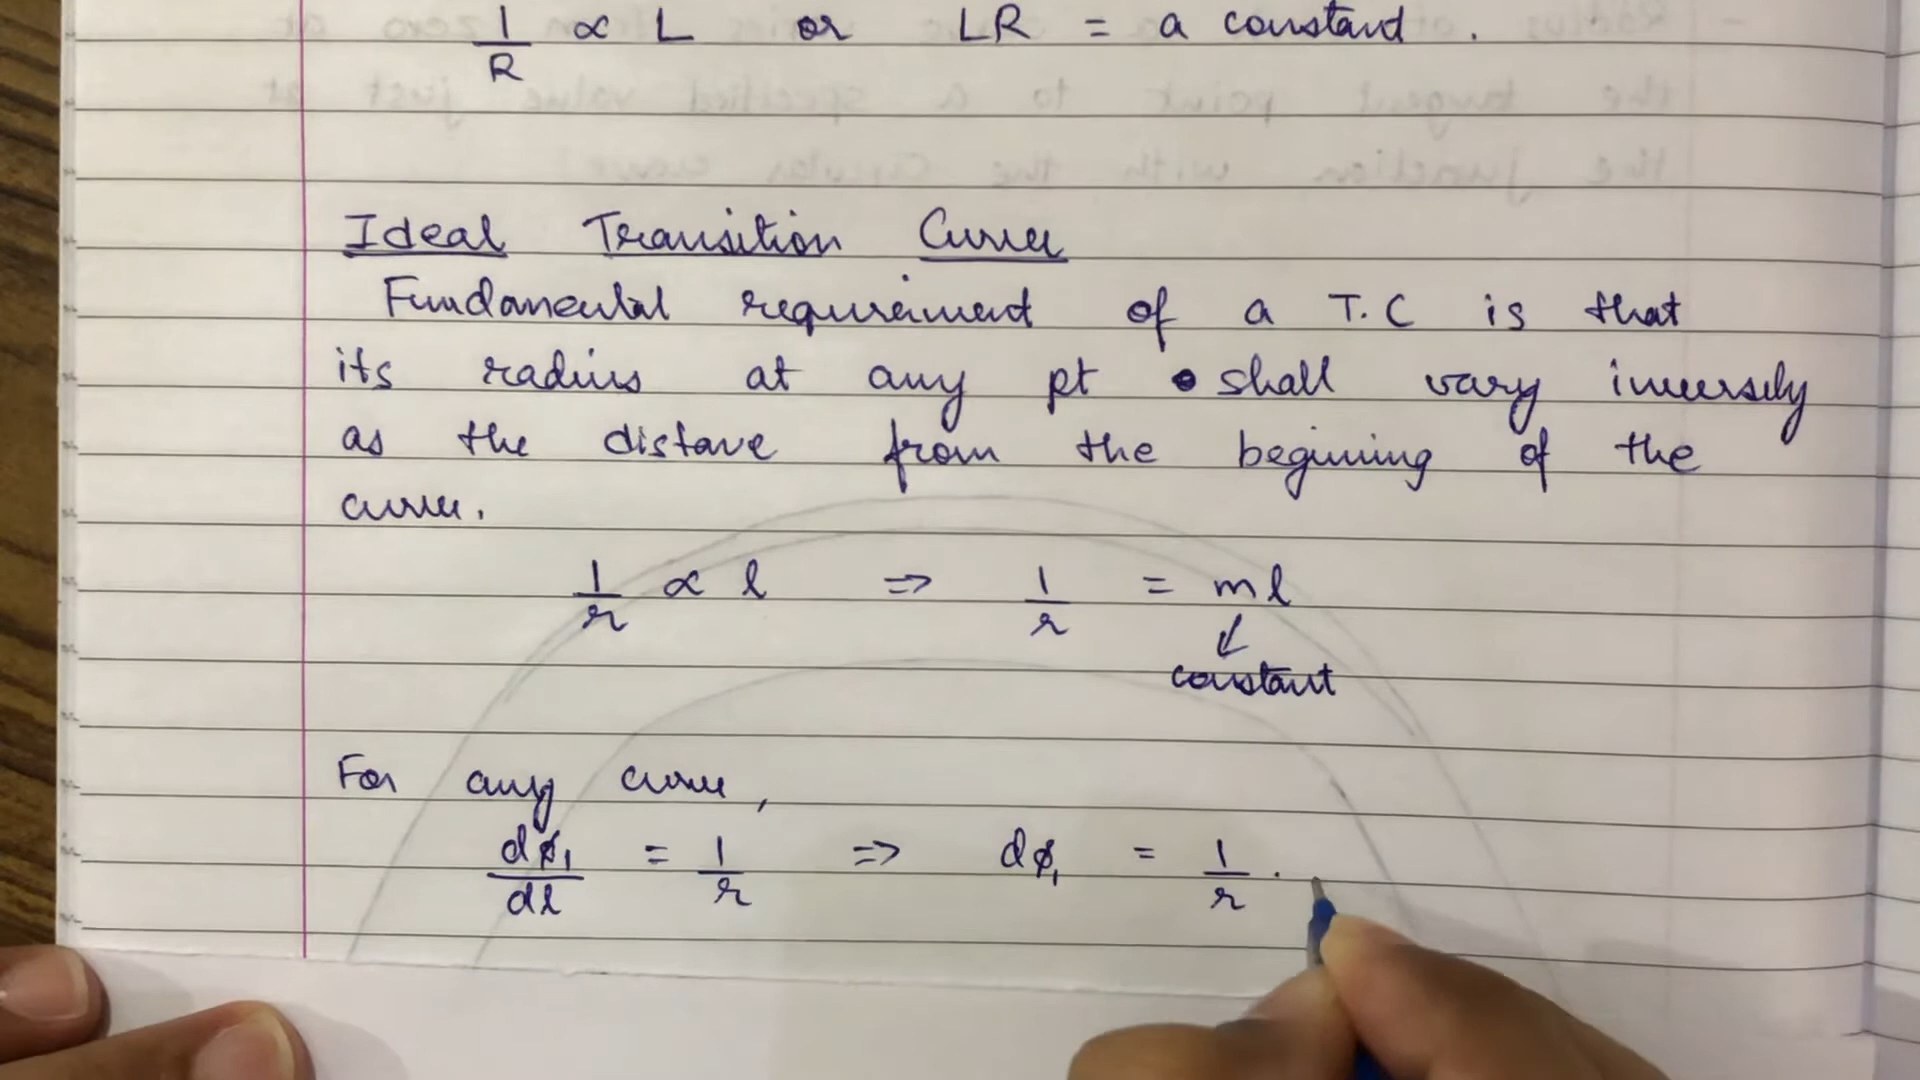 1/R ∝ L or LR = a constant.
Ideal Transition Curve
Fundamental requirement of a T.C is that
its radius at any pt shall vary inversely
as the distance from the begining of the
curve.
1/r ∝ l => 1/r = ml
↓
constant
For any curve,
dϕ₁/dl = 1/r => dϕ₁ = 1/r ·